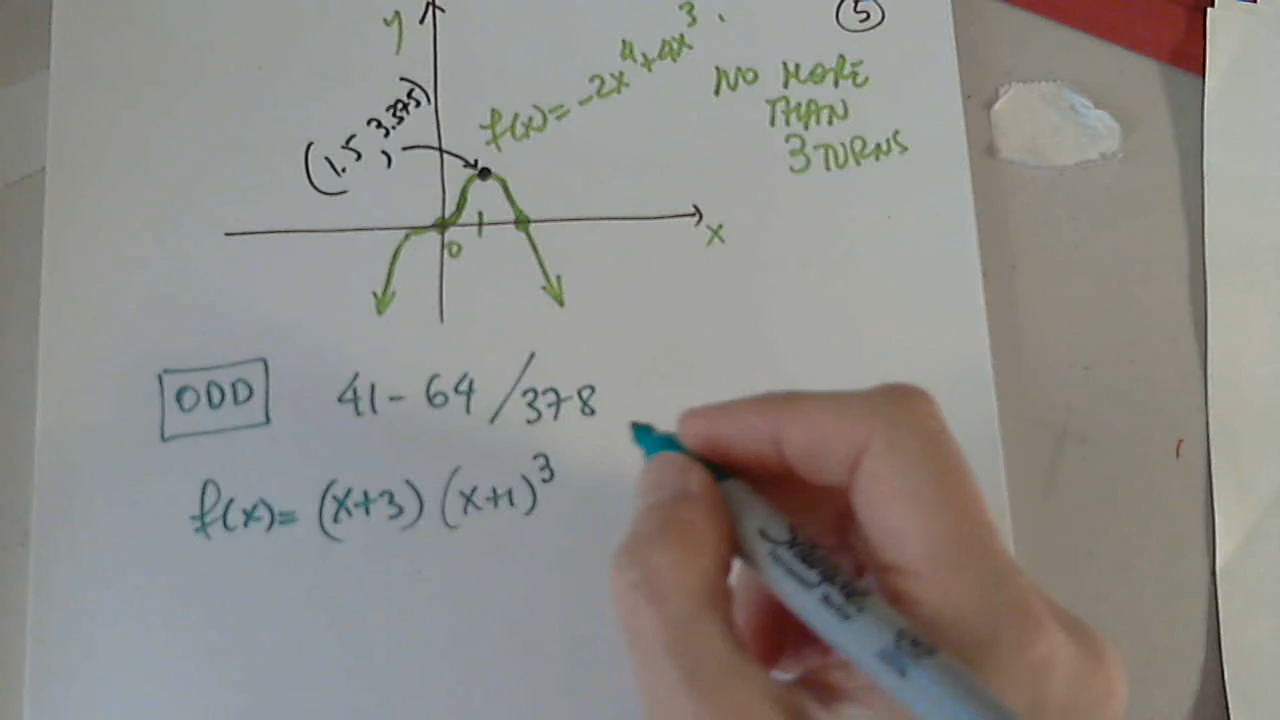 5
y
f(x)=-2x⁴+4x³.
NO MORE
THAN
3 TURNS
(1.5, 3.375)
0 1
x
ODD 41-64/378
f(x)= (x+3) (x+1)³
Sharpie